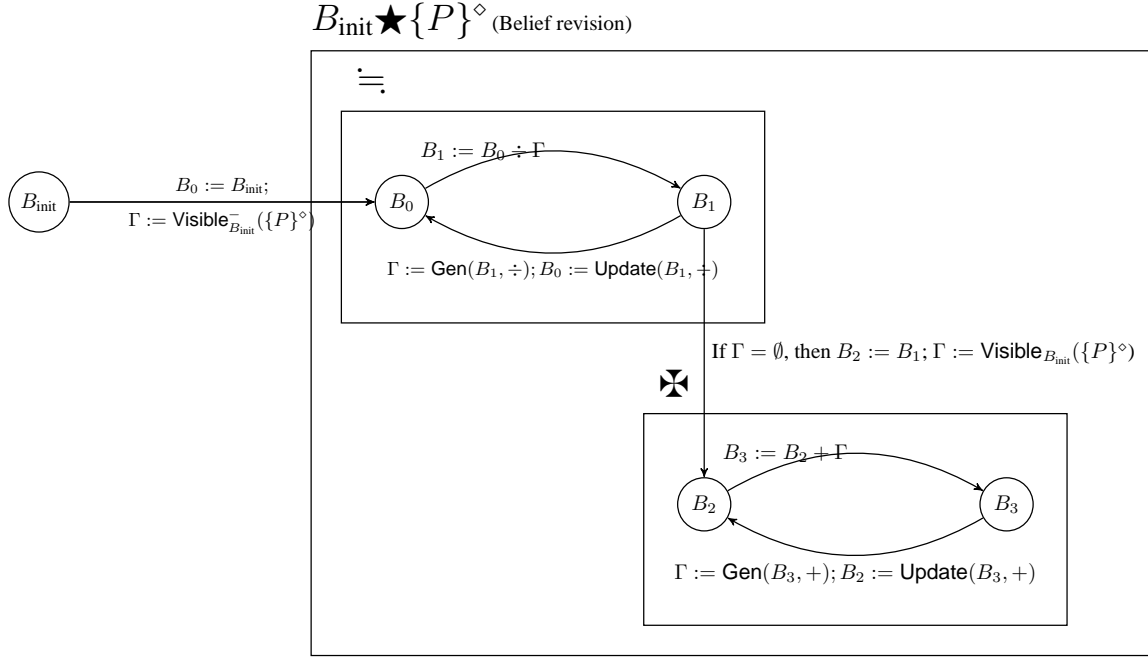 B_init ★ {P}^⋄ (Belief revision)
≒
B_1 := B_0 ÷ Γ
B_0 := B_init;
B_init
B_0
B_1
Γ := Visible^-_{B_init}({P}^⋄)
Γ := Gen(B_1, ÷); B_0 := Update(B_1, ÷)
If Γ = ∅, then B_2 := B_1; Γ := Visible_{B_init}({P}^⋄)
✠
B_3 := B_2 + Γ
B_2
B_3
Γ := Gen(B_3, +); B_2 := Update(B_3, +)